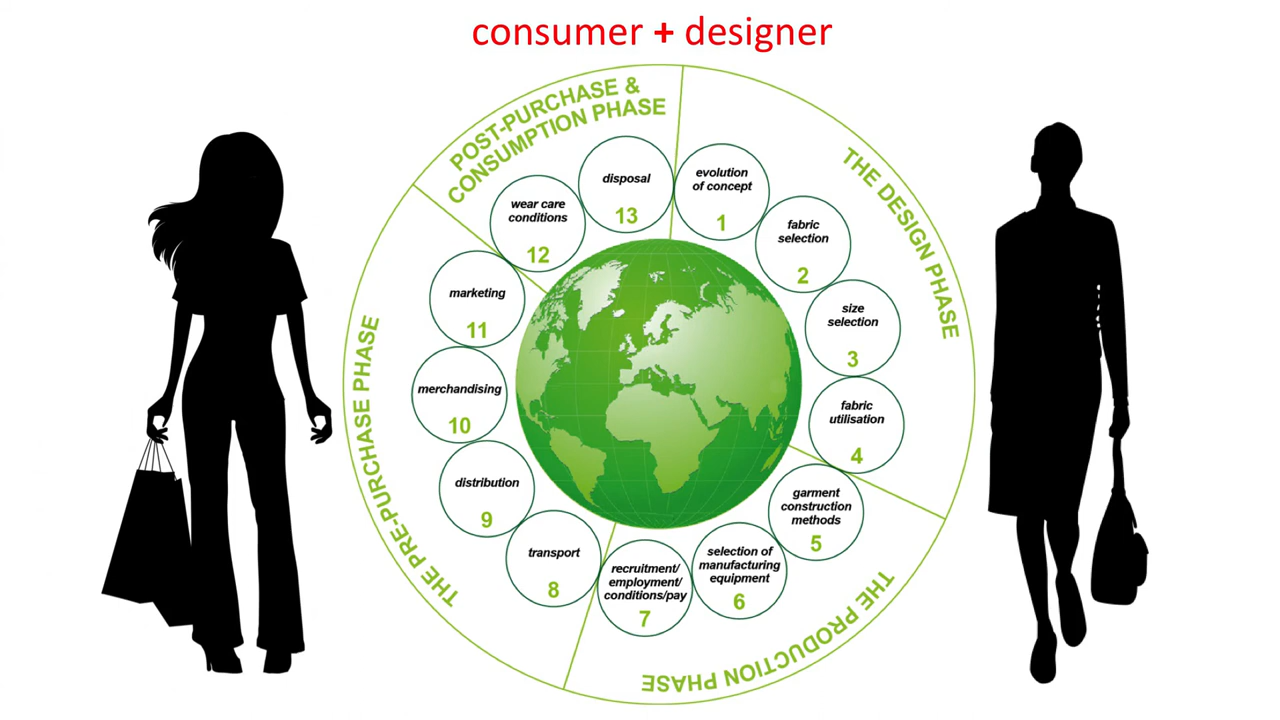 consumer + designer
POST-PURCHASE &
CONSUMPTION PHASE
THE DESIGN PHASE
THE PRODUCTION PHASE
THE PRE-PURCHASE PHASE
evolution
of concept
1
fabric
selection
2
size
selection
3
fabric
utilisation
4
garment
construction
methods
5
selection of
manufacturing
equipment
6
recruitment/
employment/
conditions/pay
7
transport
8
distribution
9
merchandising
10
marketing
11
wear care
conditions
12
disposal
13